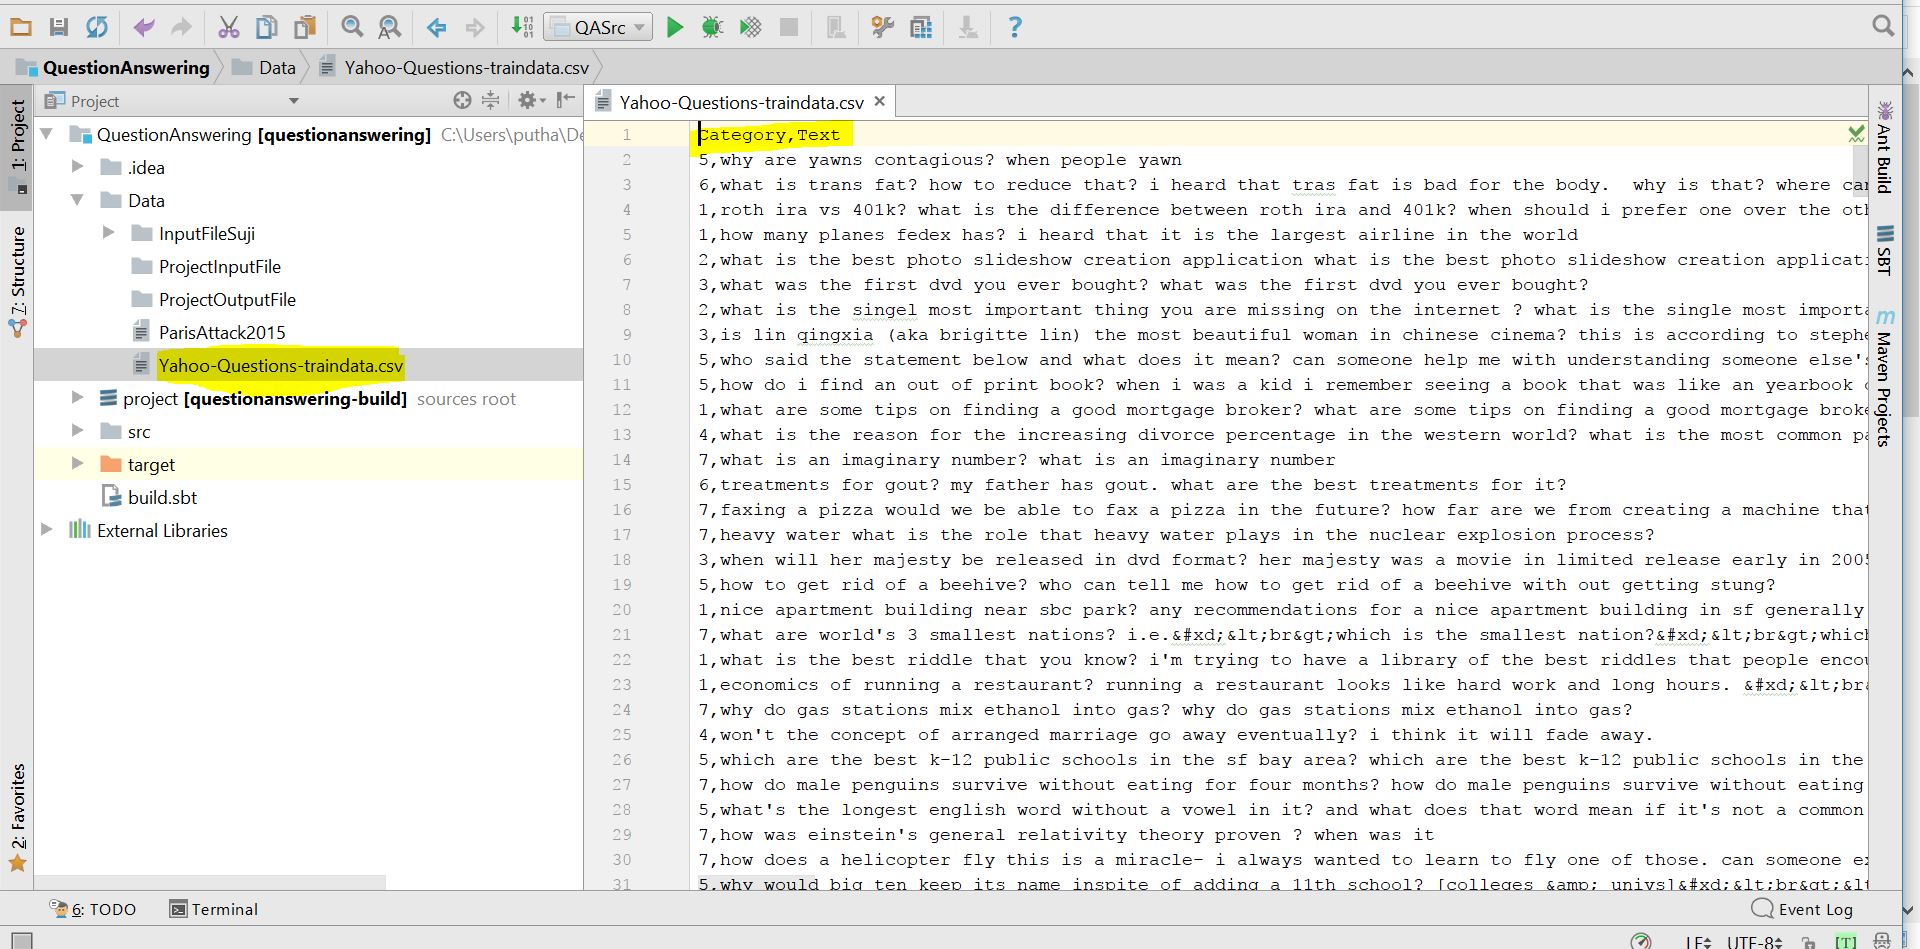 QASrc
QuestionAnswering
Data
Yahoo-Questions-traindata.csv
1: Project
7: Structure
2: Favorites
Project
QuestionAnswering [questionanswering] C:\Users\putha\De
.idea
Data
InputFileSuji
ProjectInputFile
ProjectOutputFile
ParisAttack2015
Yahoo-Questions-traindata.csv
project [questionanswering-build] sources root
src
target
build.sbt
External Libraries
Yahoo-Questions-traindata.csv
1 Category,Text
2 5,why are yawns contagious? when people yawn
3 6,what is trans fat? how to reduce that? i heard that tras fat is bad for the body.  why is that? where can
4 1,roth ira vs 401k? what is the difference between roth ira and 401k? when should i prefer one over the oth
5 1,how many planes fedex has? i heard that it is the largest airline in the world
6 2,what is the best photo slideshow creation application what is the best photo slideshow creation applicati
7 3,what was the first dvd you ever bought? what was the first dvd you ever bought?
8 2,what is the singel most important thing you are missing on the internet ? what is the single most importa
9 3,is lin qingxia (aka brigitte lin) the most beautiful woman in chinese cinema? this is according to stephe
10 5,who said the statement below and what does it mean? can someone help me with understanding someone else's
11 5,how do i find an out of print book? when i was a kid i remember seeing a book that was like an yearbook
12 1,what are some tips on finding a good mortgage broker? what are some tips on finding a good mortgage broke
13 4,what is the reason for the increasing divorce percentage in the western world? what is the most common pa
14 7,what is an imaginary number? what is an imaginary number
15 6,treatments for gout? my father has gout. what are the best treatments for it?
16 7,faxing a pizza would we be able to fax a pizza in the future? how far are we from creating a machine that
17 7,heavy water what is the role that heavy water plays in the nuclear explosion process?
18 3,when will her majesty be released in dvd format? her majesty was a movie in limited release early in 2005
19 5,how to get rid of a beehive? who can tell me how to get rid of a beehive with out getting stung?
20 1,nice apartment building near sbc park? any recommendations for a nice apartment building in sf generally
21 7,what are world's 3 smallest nations? i.e.&#xd;&lt;br&gt;which is the smallest nation?&#xd;&lt;br&gt;which
22 1,what is the best riddle that you know? i'm trying to have a library of the best riddles that people encou
23 1,economics of running a restaurant? running a restaurant looks like hard work and long hours. &#xd;&lt;bra
24 7,why do gas stations mix ethanol into gas? why do gas stations mix ethanol into gas?
25 4,won't the concept of arranged marriage go away eventually? i think it will fade away.
26 5,which are the best k-12 public schools in the sf bay area? which are the best k-12 public schools in the
27 7,how do male penguins survive without eating for four months? how do male penguins survive without eating
28 5,what's the longest english word without a vowel in it? and what does that word mean if it's not a common
29 7,how was einstein's general relativity theory proven ? when was it
30 7,how does a helicopter fly this is a miracle- i always wanted to learn to fly one of those. can someone ex
31 5,why would big ten keep its name inspite of adding a 11th school? [colleges &amp; univs]&#xd;&lt;br&gt;&lt
Ant Build
SBT
Maven Projects
6: TODO
Terminal
Event Log
LF
UTF-8
[T]